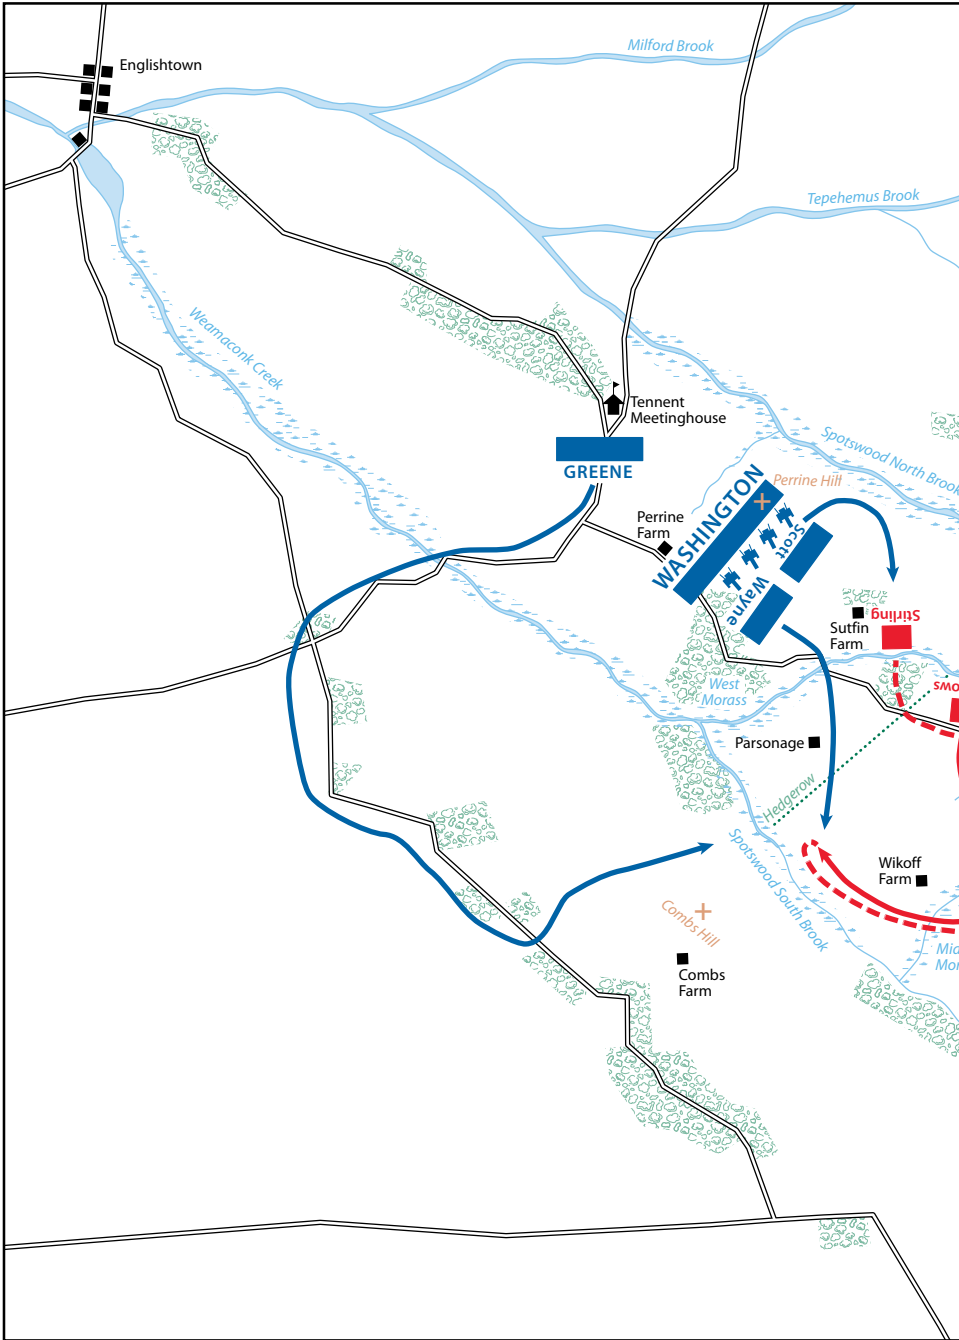 Milford Brook
Englishtown
Tepehemus Brook
Weamaconk Creek
Tennent
Meetinghouse
Spotswood North Brook
GREENE
Perrine Hill
WASHINGTON
Perrine
Farm
Scott
Wayne
Stirling
Sutfin
Farm
West
Morass
Parsonage
Hedgerow
Wikoff
Farm
Spotswood South Brook
Combs Hill
Combs
Farm